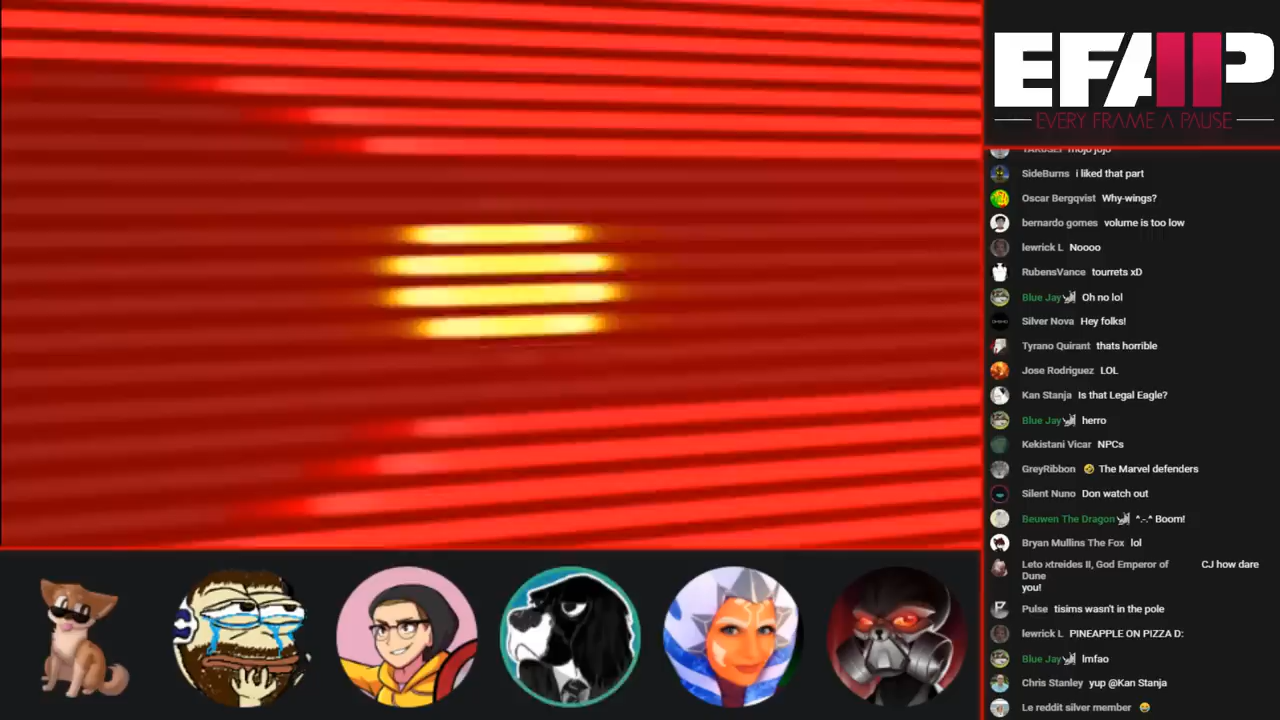 EFAP
EVERY FRAME A PAUSE
SideBurns i liked that part
Oscar Bergqvist Why-wings?
bernardo gomes volume is too low
lewrick L Noooo
RubensVance tourrets xD
Blue Jay Oh no lol
Silver Nova Hey folks!
Tyrano Quirant thats horrible
Jose Rodriguez LOL
Kan Stanja Is that Legal Eagle?
Blue Jay herro
Kekistani Vicar NPCs
GreyRibbon 🤣 The Marvel defenders
Silent Nuno Don watch out
Beuwen The Dragon ^.-.^ Boom!
Bryan Mullins The Fox lol
Leto Atreides II, God Emperor of CJ how dare
Dune
you!
Pulse tisims wasn't in the pole
lewrick L PINEAPPLE ON PIZZA D:
Blue Jay lmfao
Chris Stanley yup @Kan Stanja
Le reddit silver member 😂